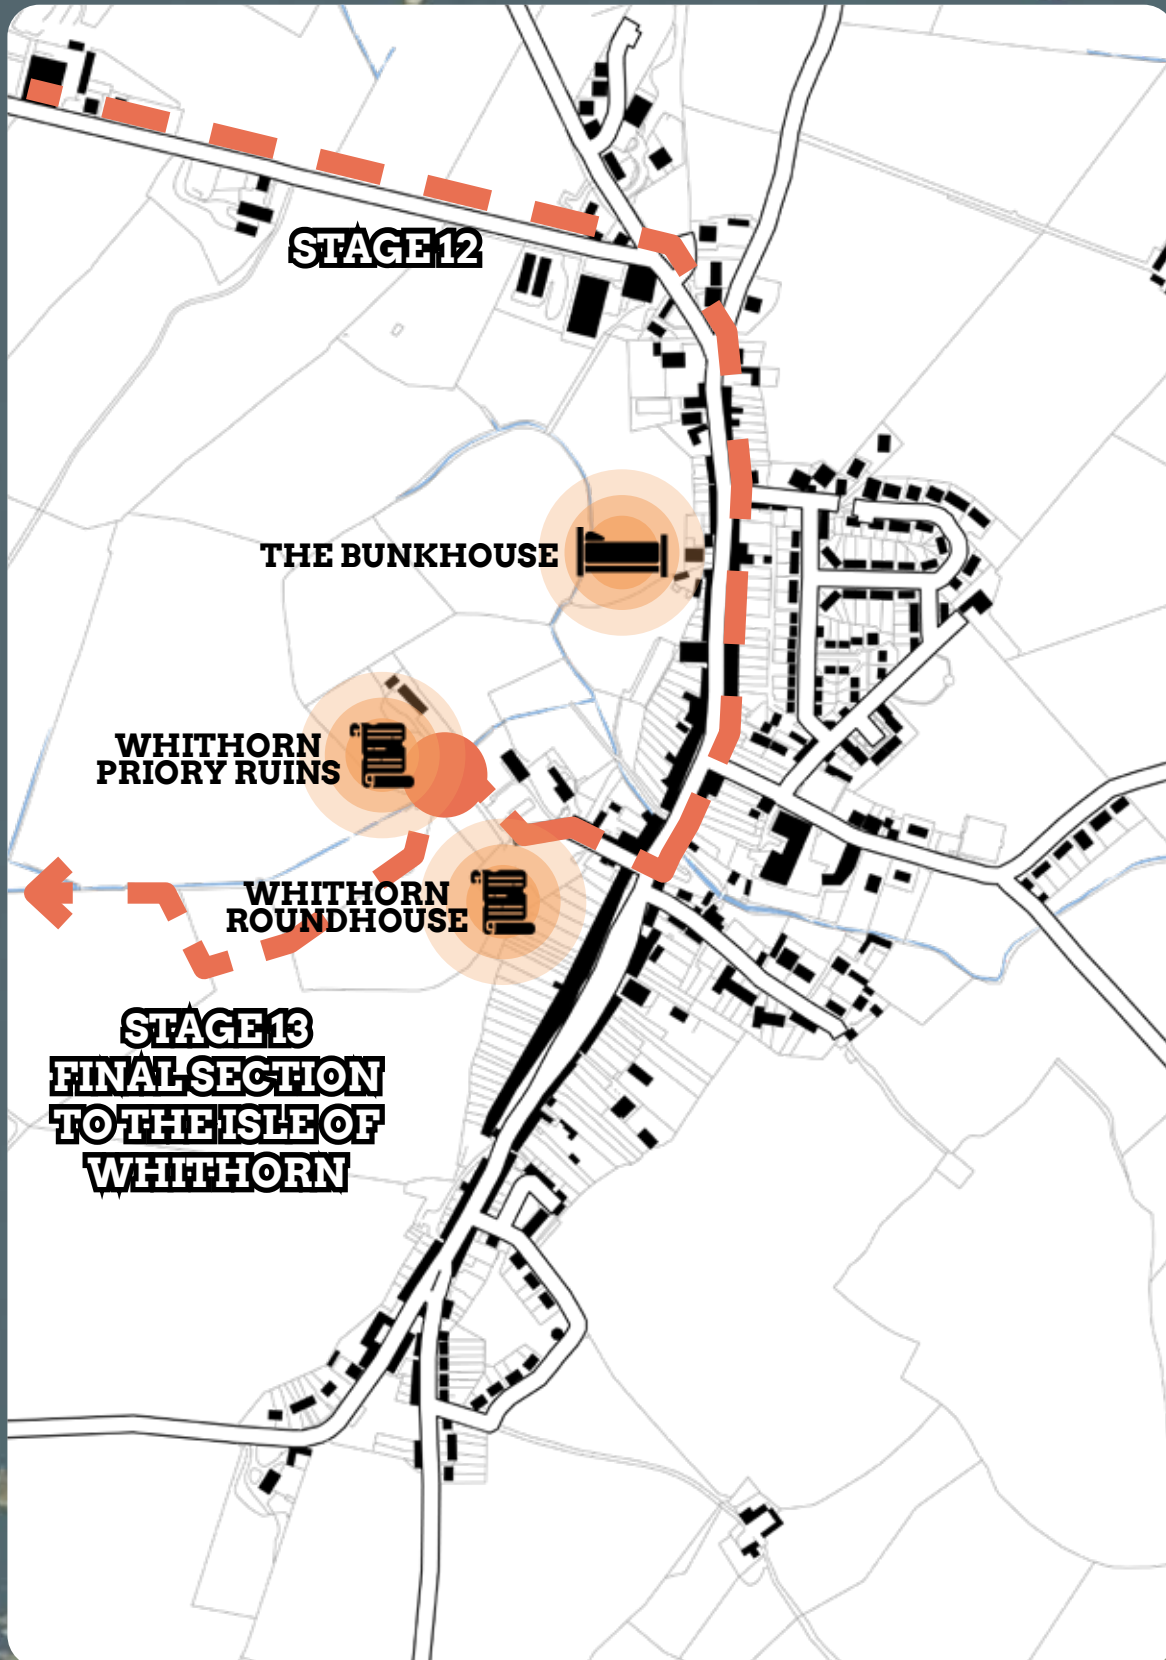 STAGE 12
THE BUNKHOUSE
WHITHORN
PRIORY RUINS
WHITHORN
ROUNDHOUSE
STAGE 13
FINAL SECTION
TO THE ISLE OF
WHITHORN